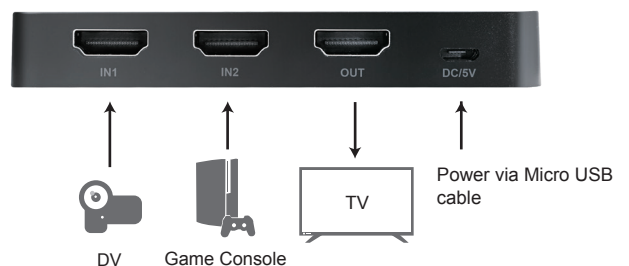 IN1
IN2
OUT
DC/5V
TV
Power via Micro USB
cable
DV
Game Console